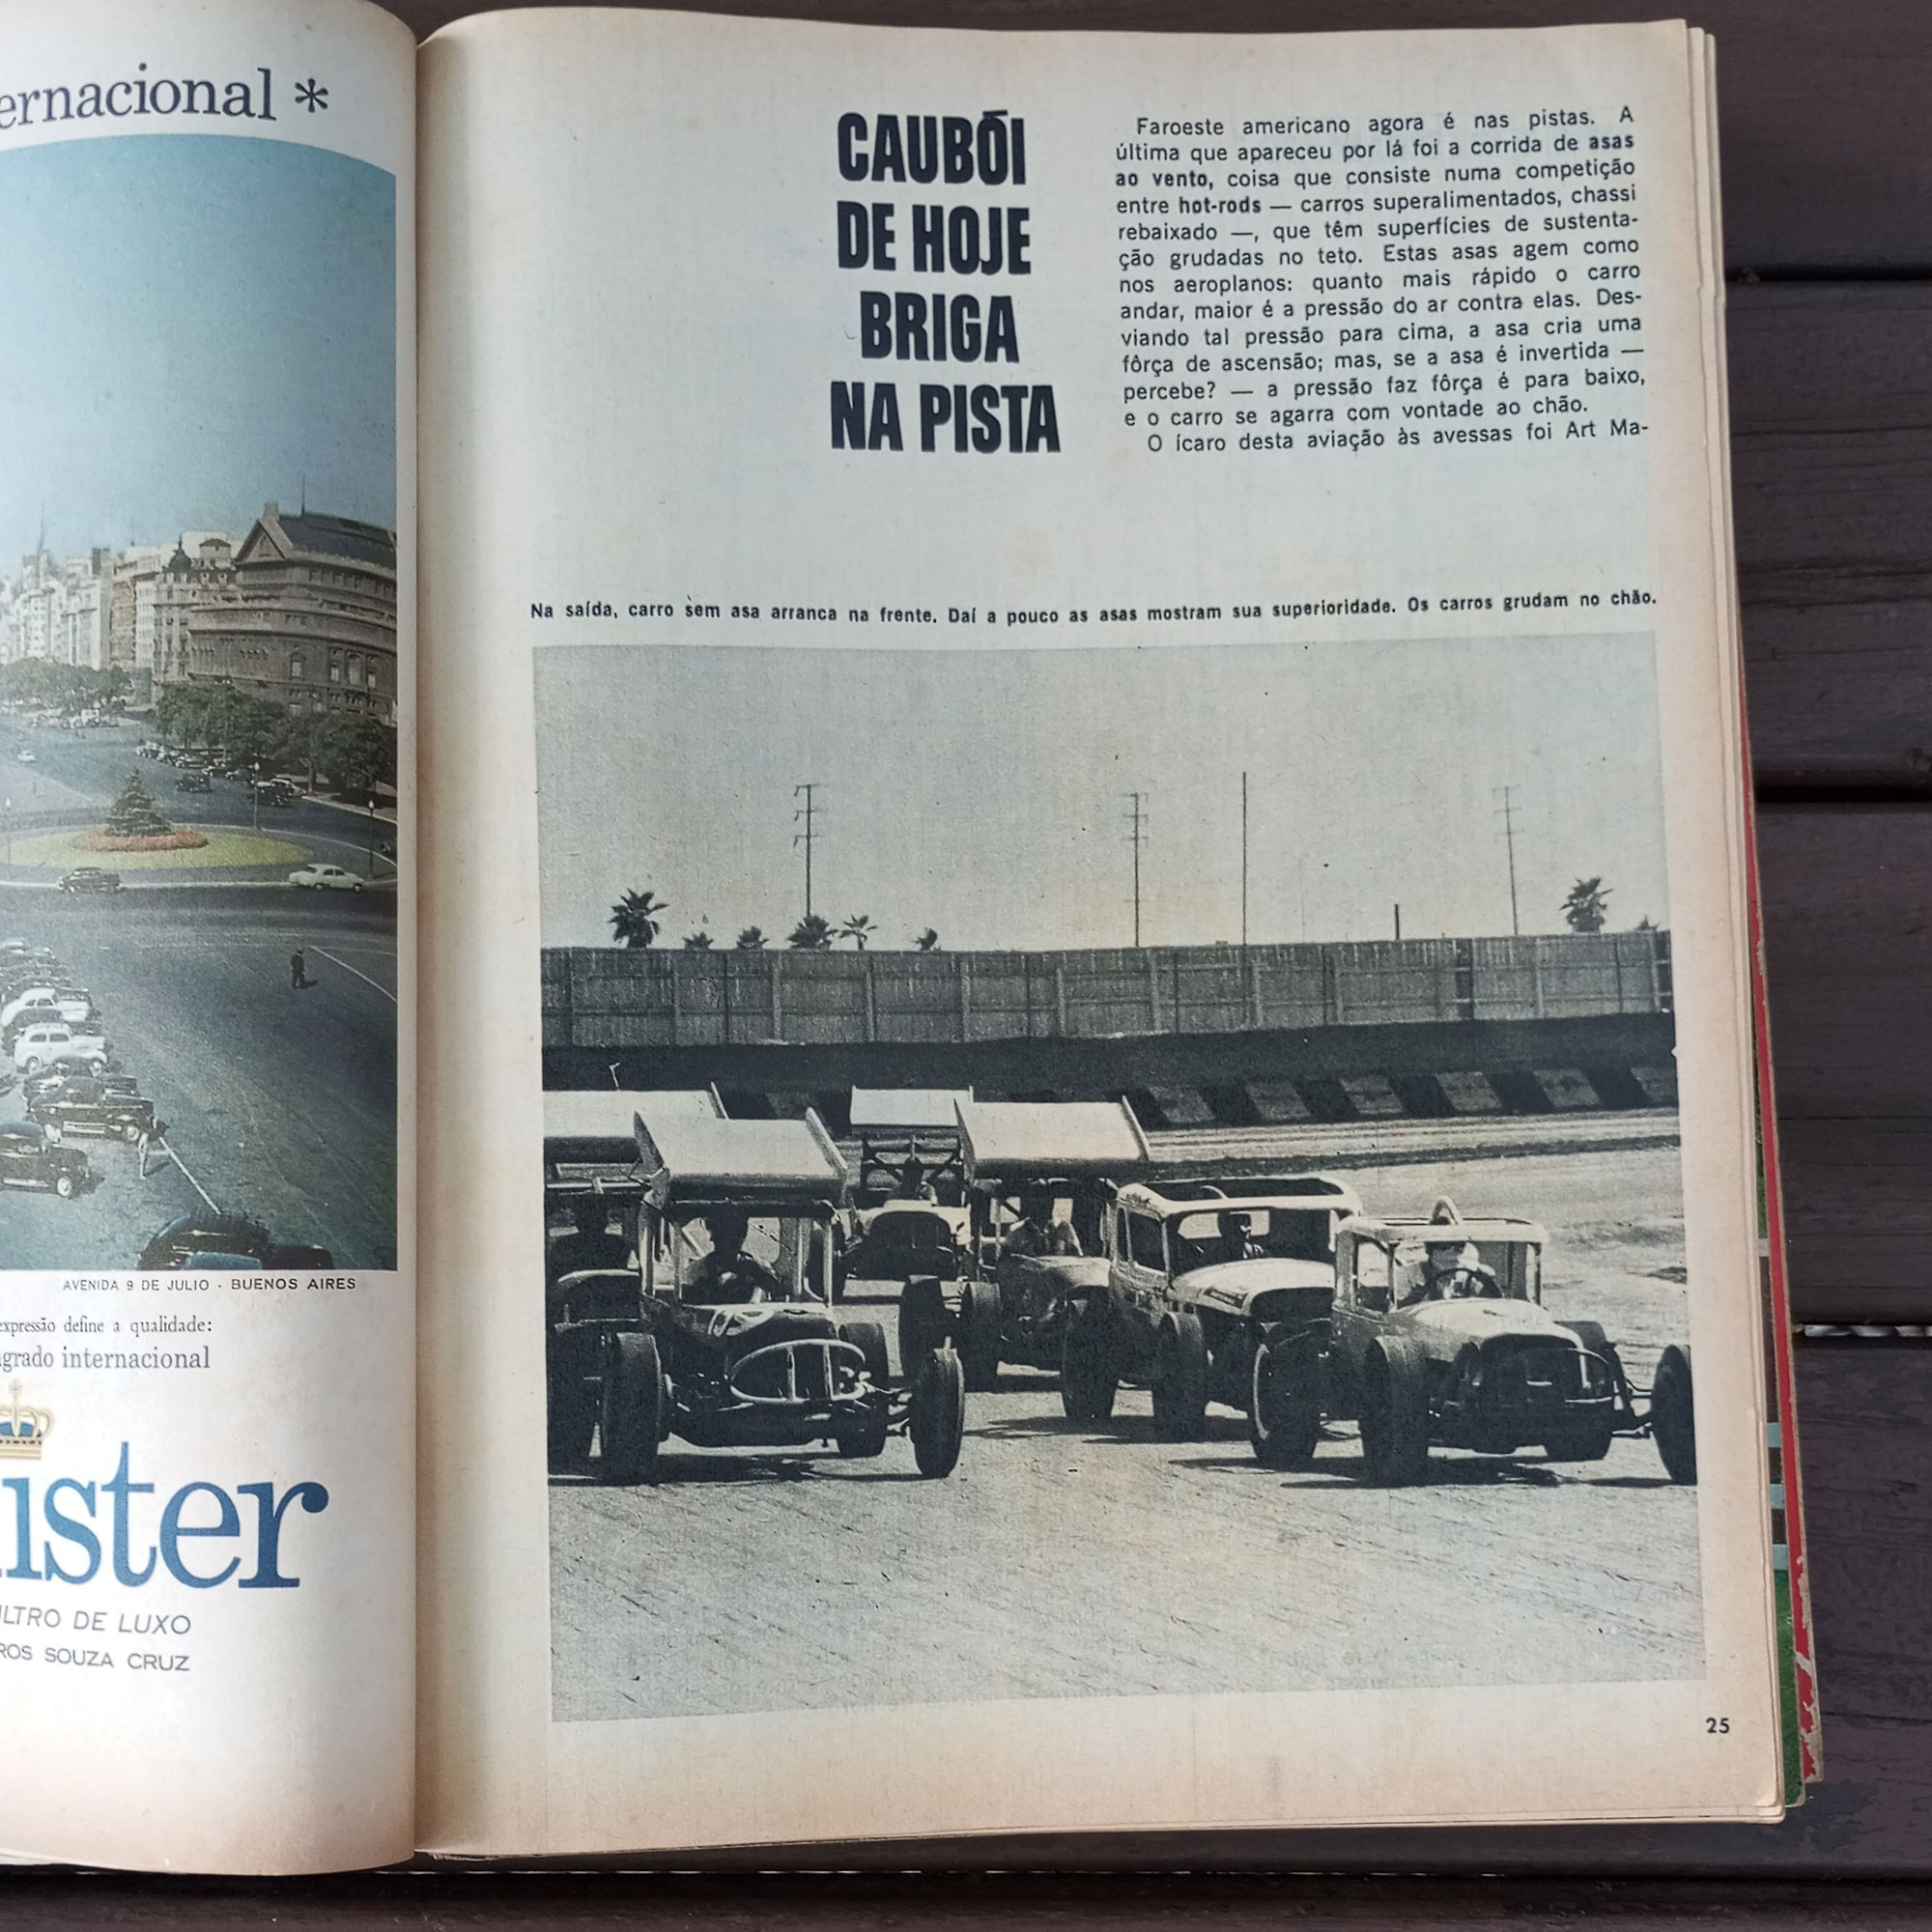 ernacional *
AVENIDA 9 DE JULIO - BUENOS AIRES
expressão define a qualidade:
grado internacional
ister
LTRO DE LUXO
ROS SOUZA CRUZ
CAUBÓI
DE HOJE
BRIGA
NA PISTA
Faroeste americano agora é nas pistas. A
última que apareceu por lá foi a corrida de asas
ao vento, coisa que consiste numa competição
entre hot-rods — carros superalimentados, chassi
rebaixado —, que têm superfícies de sustenta-
ção grudadas no teto. Estas asas agem como
nos aeroplanos: quanto mais rápido o carro
andar, maior é a pressão do ar contra elas. Des-
viando tal pressão para cima, a asa cria uma
fôrça de ascensão; mas, se a asa é invertida —
percebe? — a pressão faz fôrça é para baixo,
e o carro se agarra com vontade ao chão.
O ícaro desta aviação às avessas foi Art Ma-
Na saída, carro sem asa arranca na frente. Daí a pouco as asas mostram sua superioridade. Os carros grudam no chão.
25